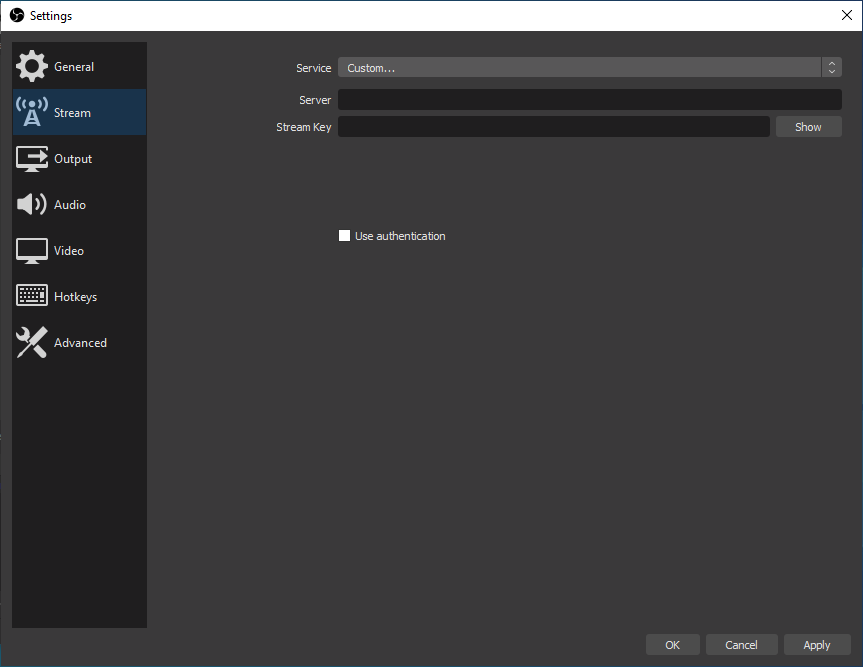 Settings
General
Stream
Output
Audio
Video
Hotkeys
Advanced
Service Custom...
Server
Stream Key Show
Use authentication
OK Cancel Apply